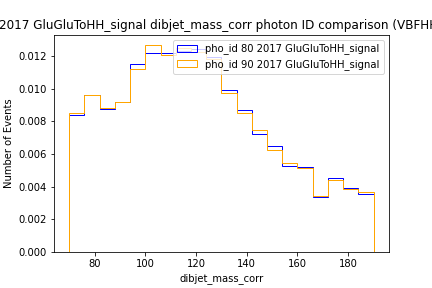 2017 GluGluToHH_signal dibjet_mass_corr photon ID comparison (VBFHH
pho_id 80 2017 GluGluToHH_signal
pho_id 90 2017 GluGluToHH_signal
Number of Events
0.012
0.010
0.008
0.006
0.004
0.002
0.000
80 100 120 140 160 180
dibjet_mass_corr